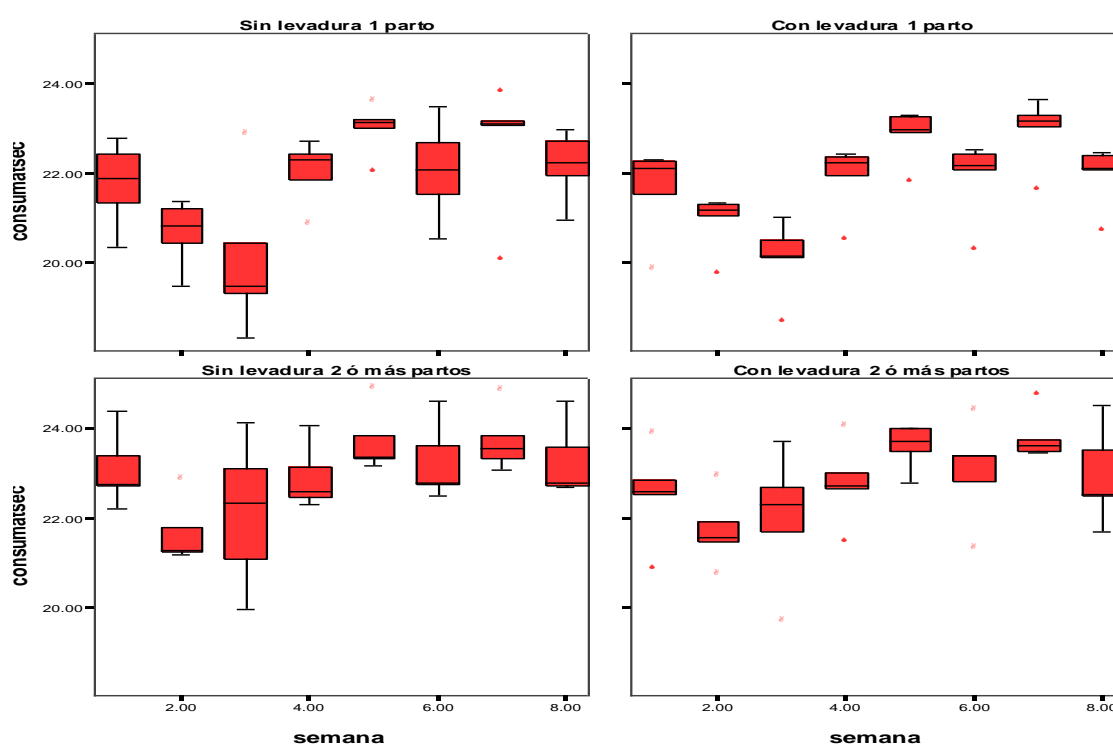 Sin levadura 1 parto
Con levadura 1 parto
consumatsec
24.00
22.00
20.00
Sin levadura 2 ó más partos
Con levadura 2 ó más partos
consumatsec
24.00
22.00
20.00
2.00 4.00 6.00 8.00
2.00 4.00 6.00 8.00
semana
semana